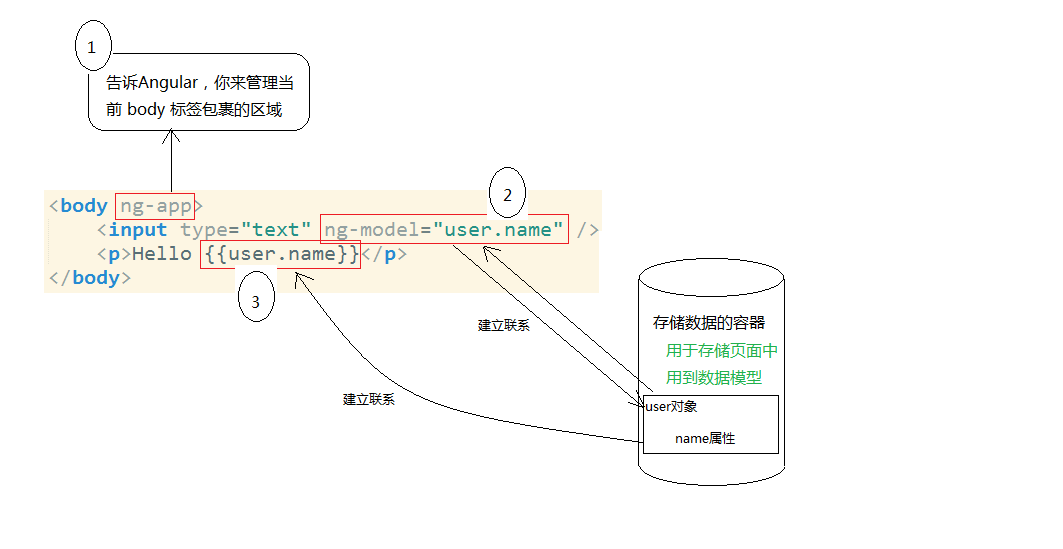 1
告诉Angular，你来管理当
前 body 标签包裹的区域
2
<body ng-app>
<input type="text" ng-model="user.name" />
<p>Hello {{user.name}}</p>
</body>
3
存储数据的容器
建立联系
用于存储页面中
用到数据模型
建立联系
user对象
name属性